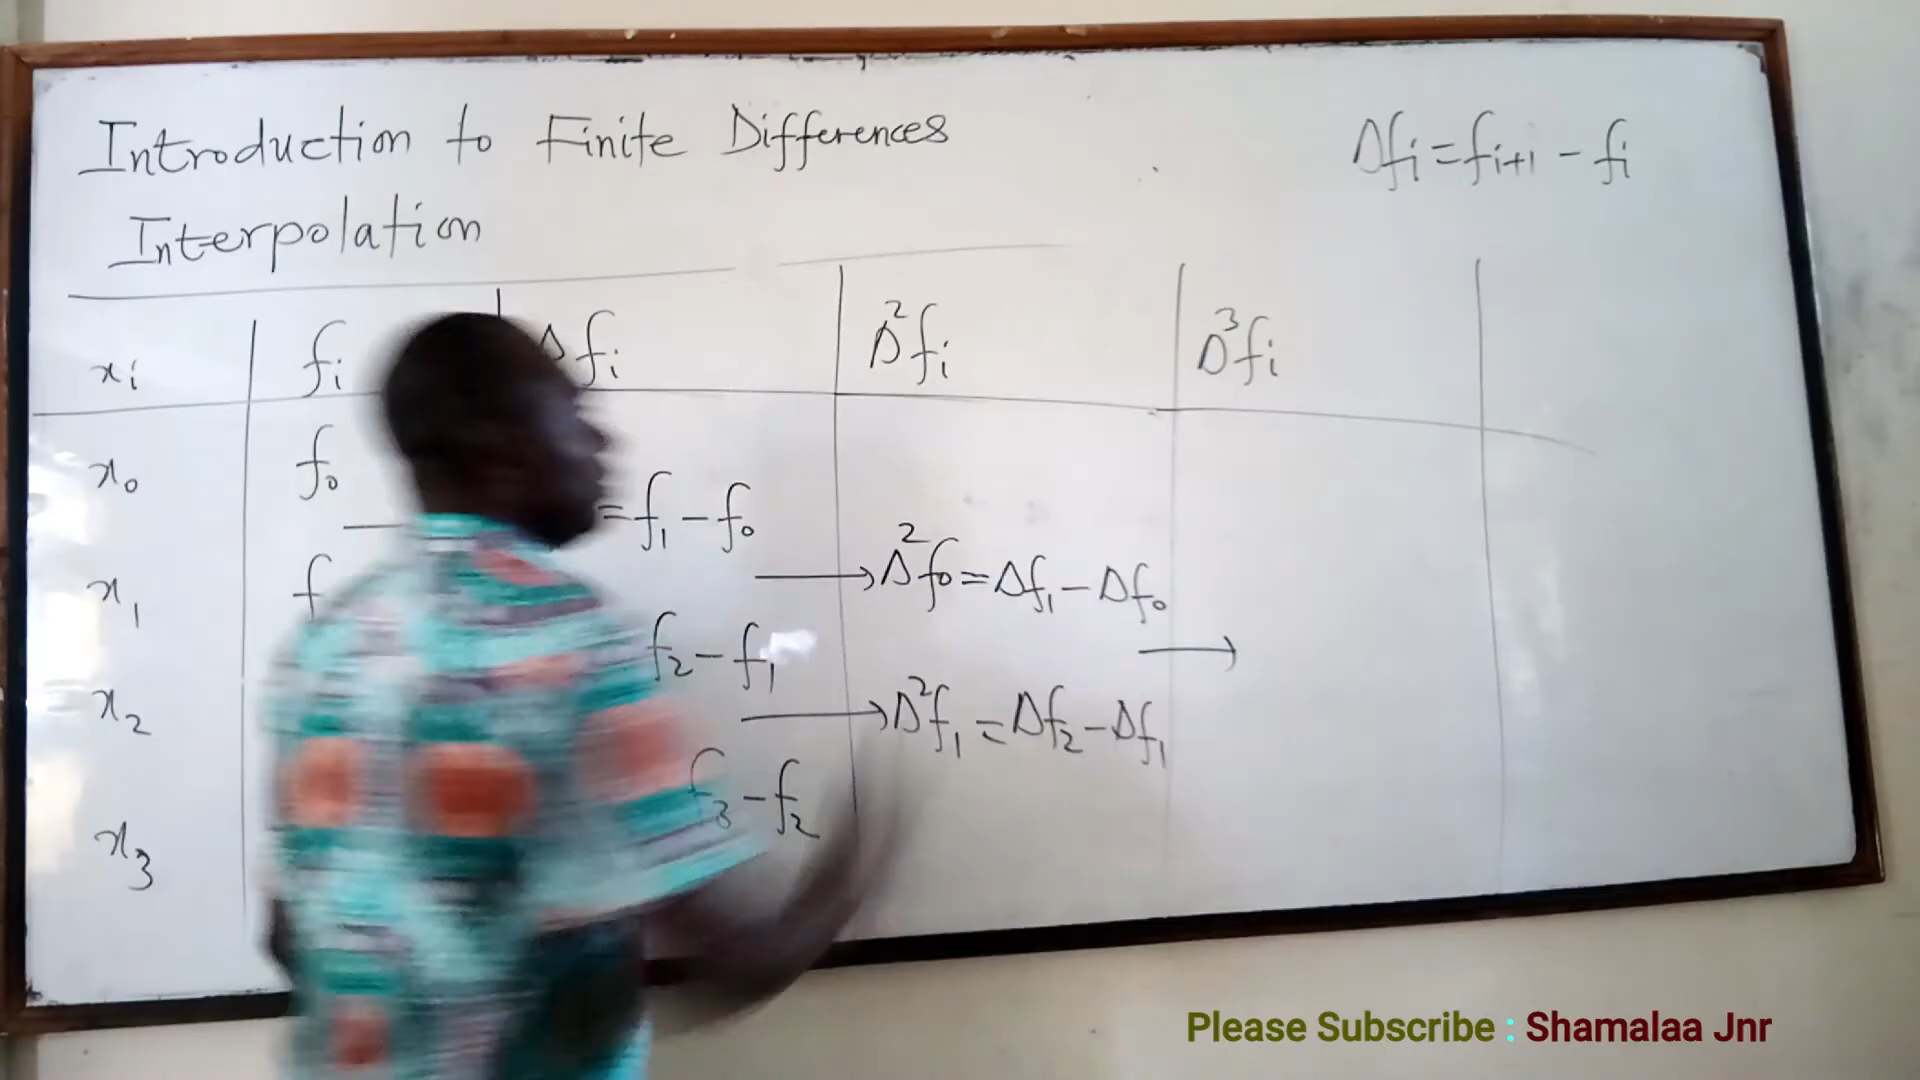 Introduction to Finite Differences
Interpolation
Δfi = fi+1 - fi
xi fi Δfi Δ²fi Δ³fi
x0 f0
= f1 - f0
x1 f
→ Δ²f0 = Δf1 - Δf0
f2 - f1
→
x2
→ Δ²f1 = Δf2 - Δf1
f3 - f2
x3
Please Subscribe : Shamalaa Jnr